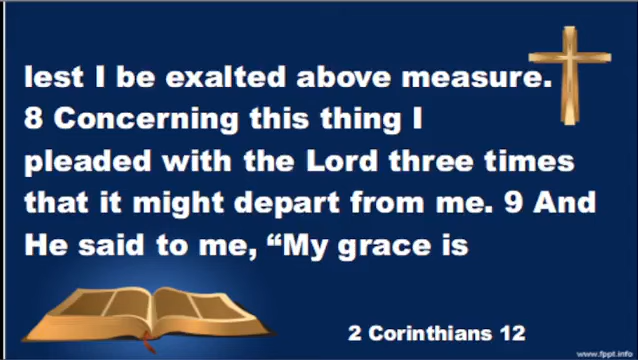 lest I be exalted above measure.
8 Concerning this thing I
pleaded with the Lord three times
that it might depart from me. 9 And
He said to me, “My grace is
2 Corinthians 12
www.fppt.info